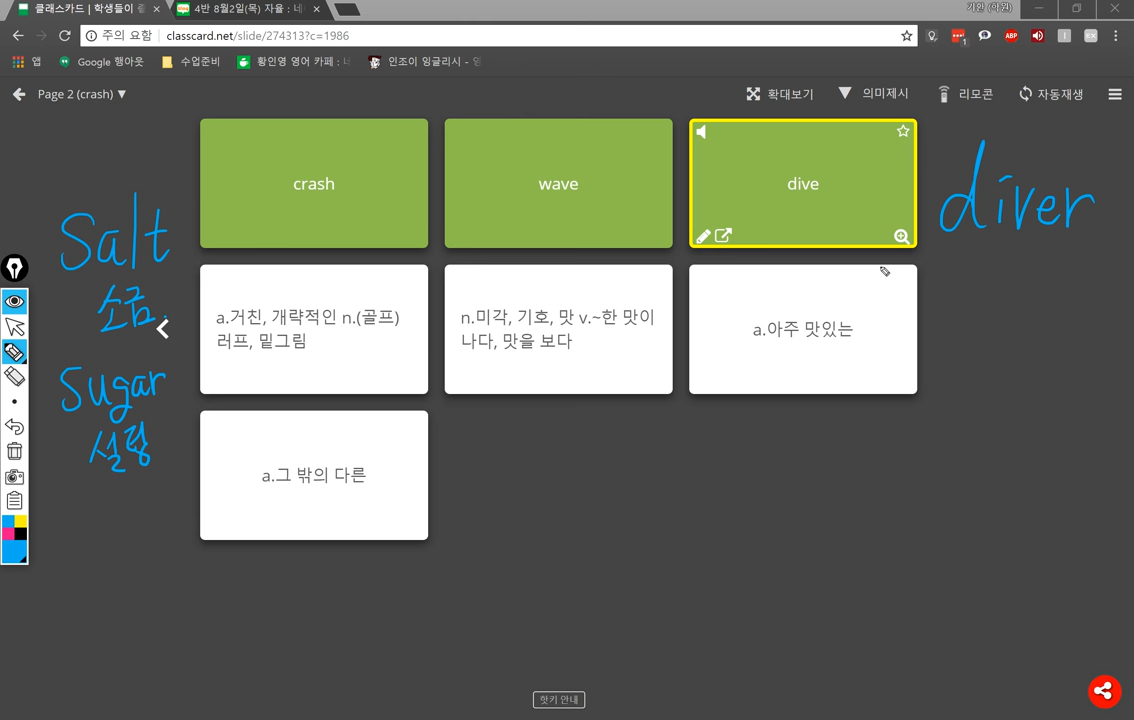 클래스카드 | 학생들이
4반 8월2일(목) 자율 : 네
기완 (학원)
주의 요함
classcard.net/slide/274313?c=1986
ABP
1
앱
Google 행아웃
수업준비
황인영 영어 카페 : 네
인조이 잉글리시 -
Page 2 (crash) ▼
확대보기
의미제시
리모콘
자동재생
crash
wave
dive
diver
Salt
소금.
a.거친, 개략적인 n.(골프)
러프, 밑그림
n.미각, 기호, 맛 v.~한 맛이
나다, 맛을 보다
a.아주 맛있는
Sugar
설탕
a.그 밖의 다른
핫키 안내